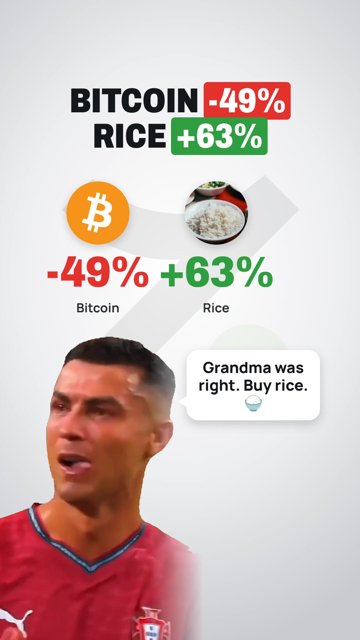 BITCOIN -49%
RICE +63%
-49% +63%
Bitcoin Rice
Grandma was
right. Buy rice.
🍚